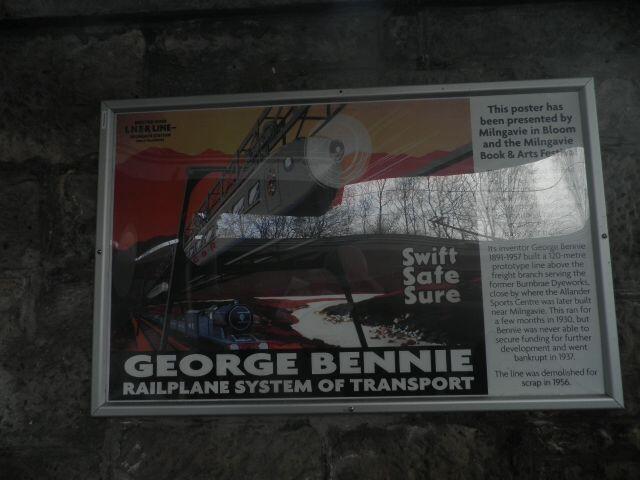 L.N.E.R. LINE
This poster has
been presented by
Milngavie in Bloom
and the Milngavie
Book & Arts Festival
Swift
Safe
Sure
Its inventor George Bennie
1891-1957 built a 120-metre
prototype line above the
freight branch serving the
former Burnbrae Dyeworks,
close by where the Allander
Sports Centre was later built
near Milngavie. This ran for
a few months in 1930, but
Bennie was never able to
secure funding for further
development and went
bankrupt in 1937.
The line was demolished for
scrap in 1956.
GEORGE BENNIE
RAILPLANE SYSTEM OF TRANSPORT